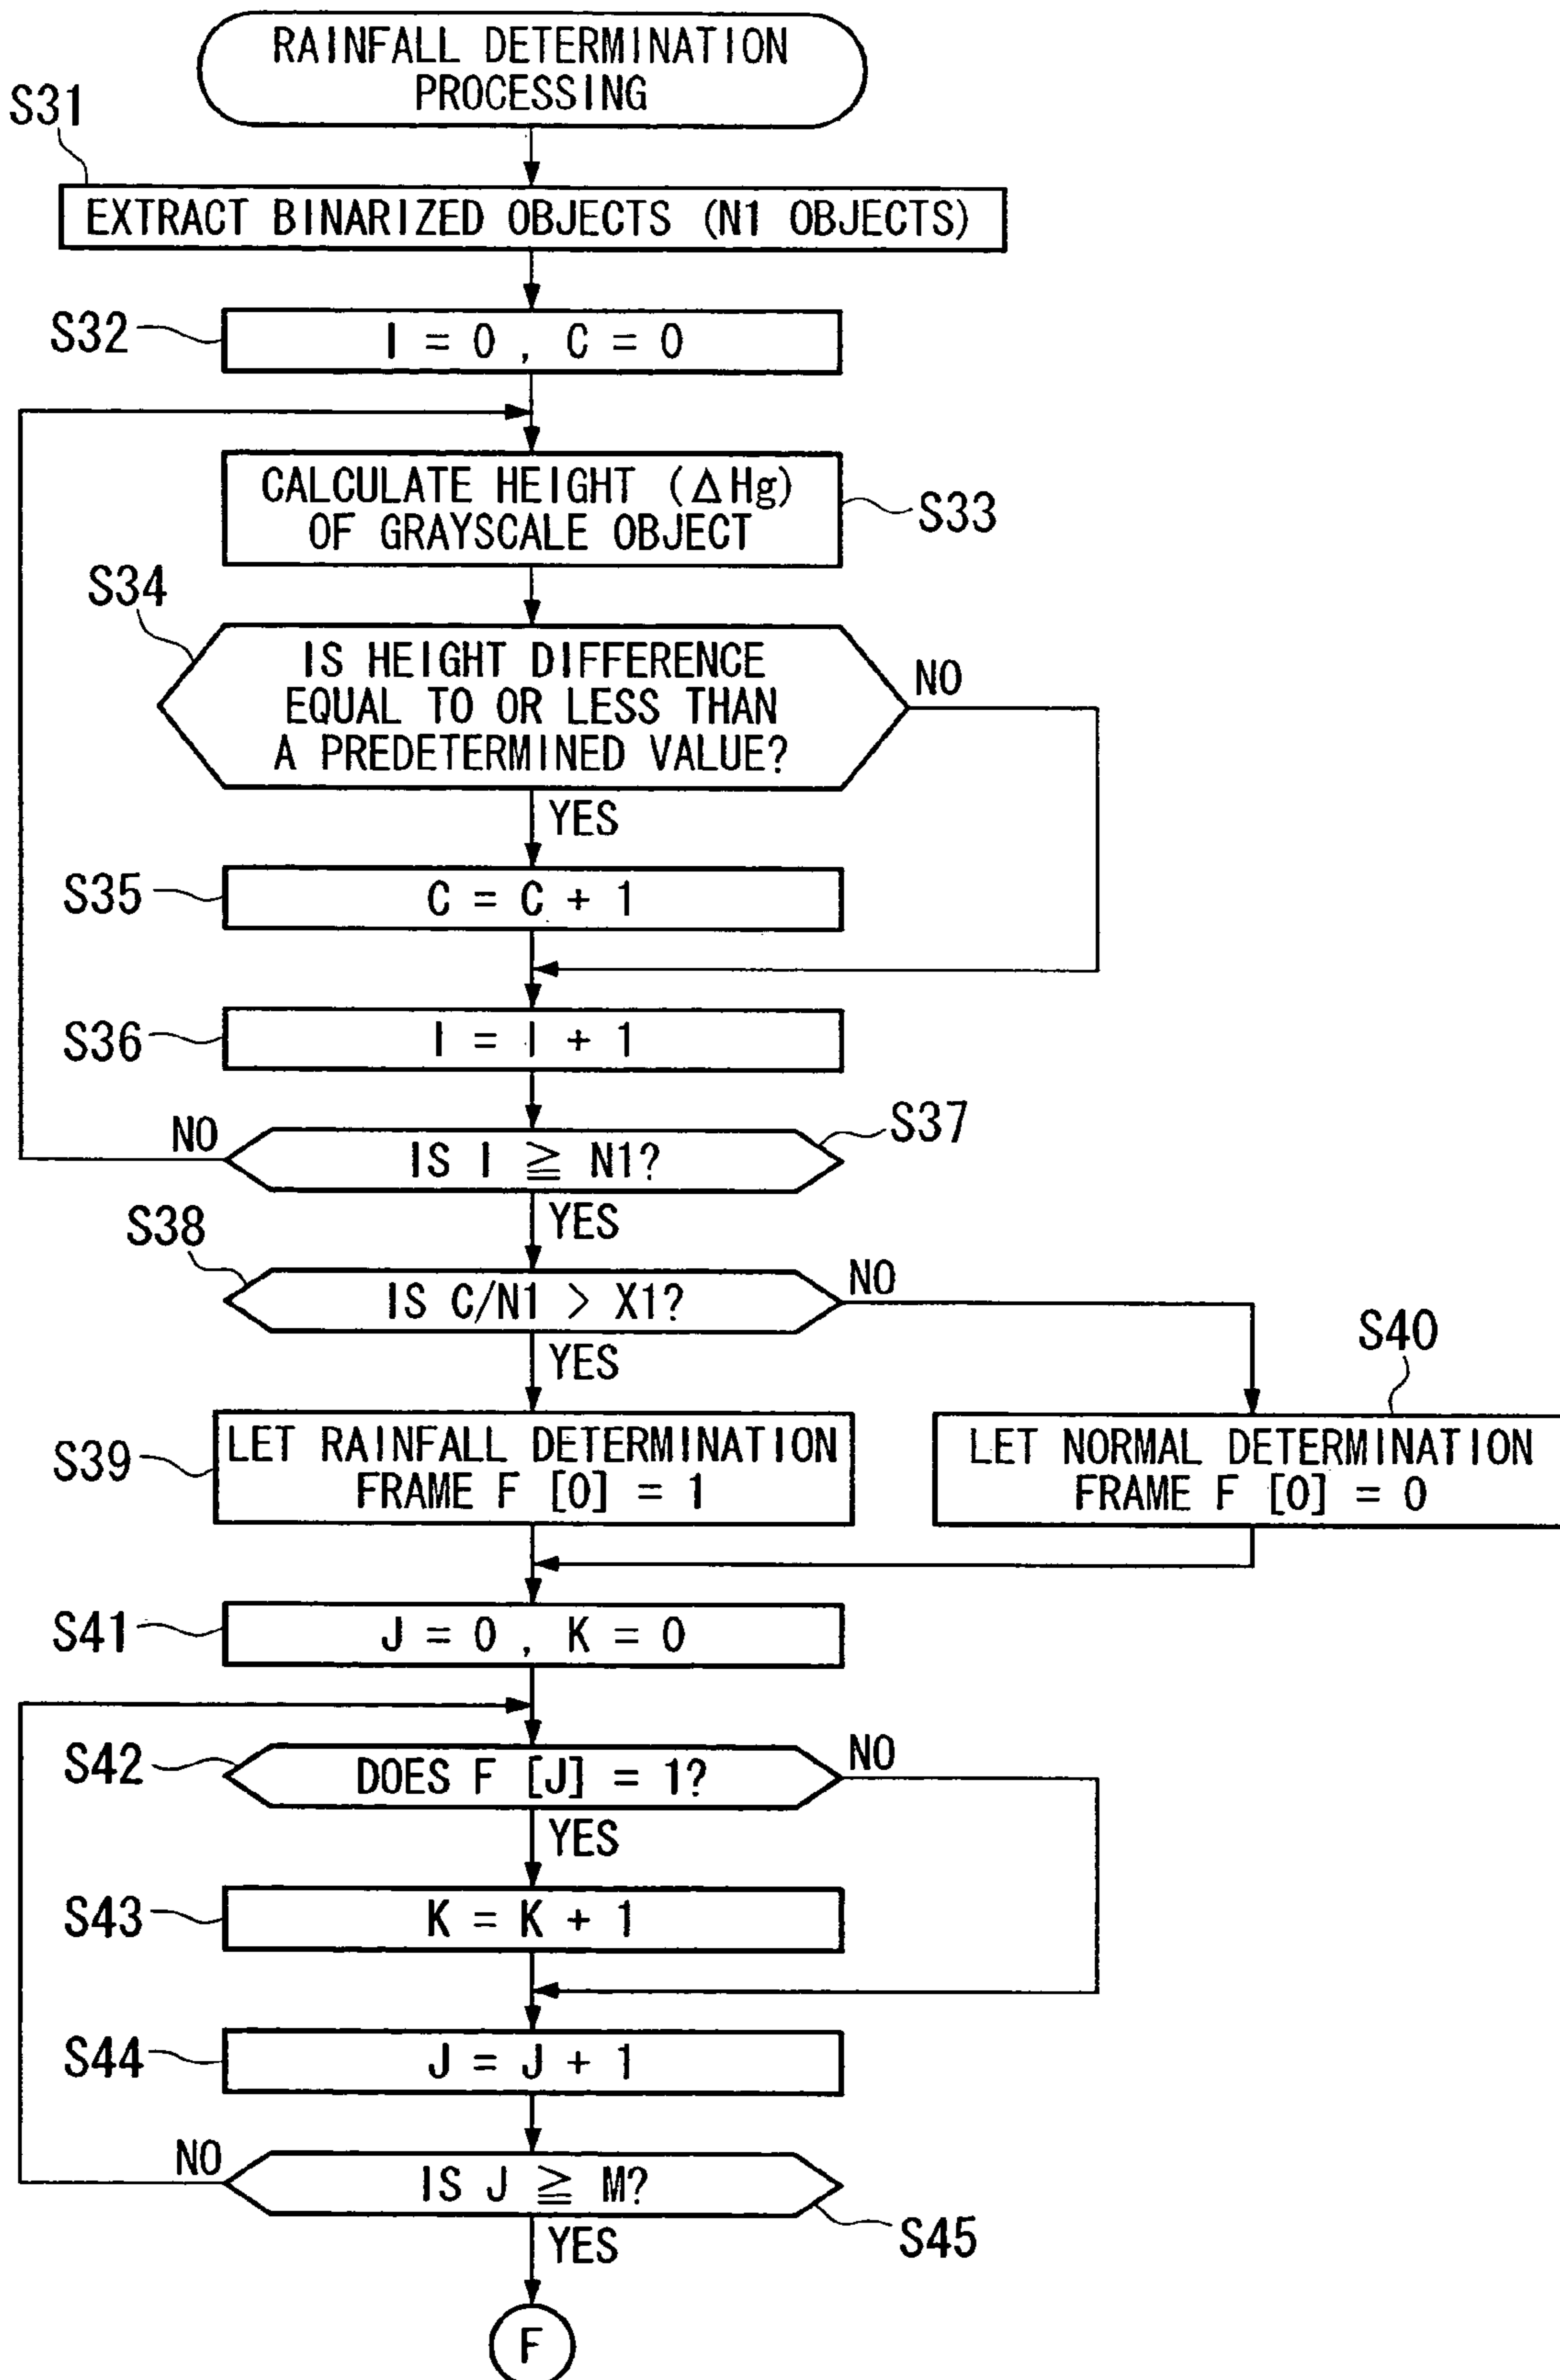 RAINFALL DETERMINATION
PROCESSING
S31
EXTRACT BINARIZED OBJECTS (N1 OBJECTS)
S32
I = 0 , C = 0
CALCULATE HEIGHT (ΔHg)
OF GRAYSCALE OBJECT
S33
S34
IS HEIGHT DIFFERENCE
EQUAL TO OR LESS THAN
A PREDETERMINED VALUE?
NO
YES
S35
C = C + 1
S36
I = I + 1
NO
IS I ≧ N1?
S37
YES
S38
IS C/N1 > X1?
NO
YES
S40
S39
LET RAINFALL DETERMINATION
FRAME F [0] = 1
LET NORMAL DETERMINATION
FRAME F [0] = 0
S41
J = 0 , K = 0
S42
DOES F [J] = 1?
NO
YES
S43
K = K + 1
S44
J = J + 1
NO
IS J ≧ M?
S45
YES
F